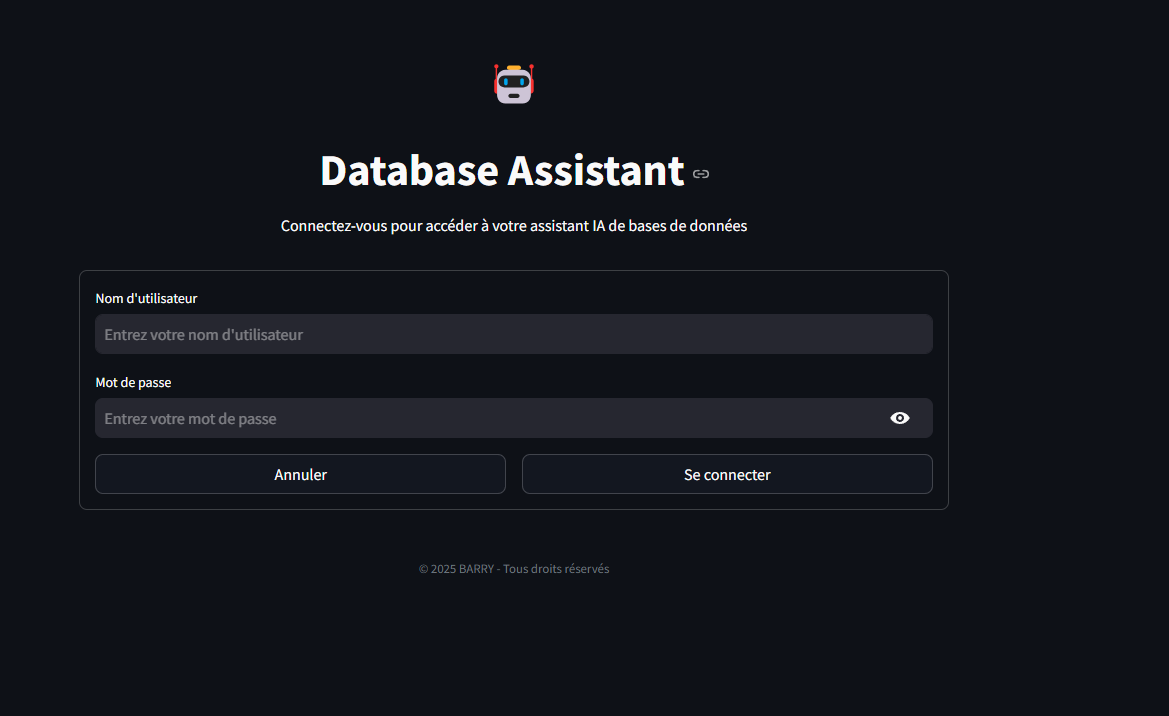 Database Assistant
Connectez-vous pour accéder à votre assistant IA de bases de données
Nom d'utilisateur
Entrez votre nom d'utilisateur
Mot de passe
Entrez votre mot de passe
Annuler
Se connecter
© 2025 BARRY - Tous droits réservés